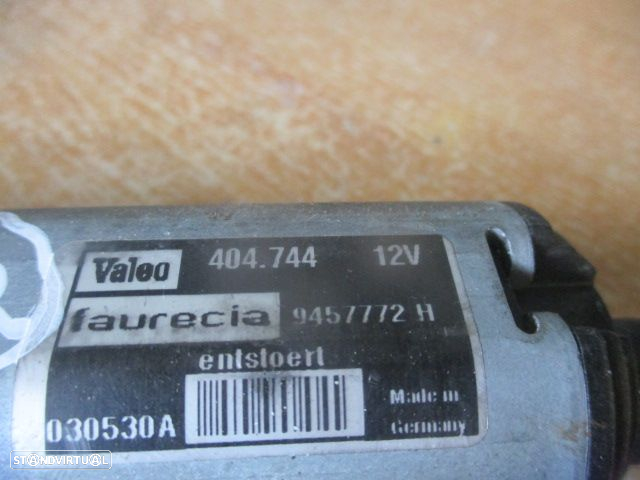 Valeo 404.744 12V
faurecia 9457772 H
entstoert
030530A
Made in
Germany
STANDVIRTUAL